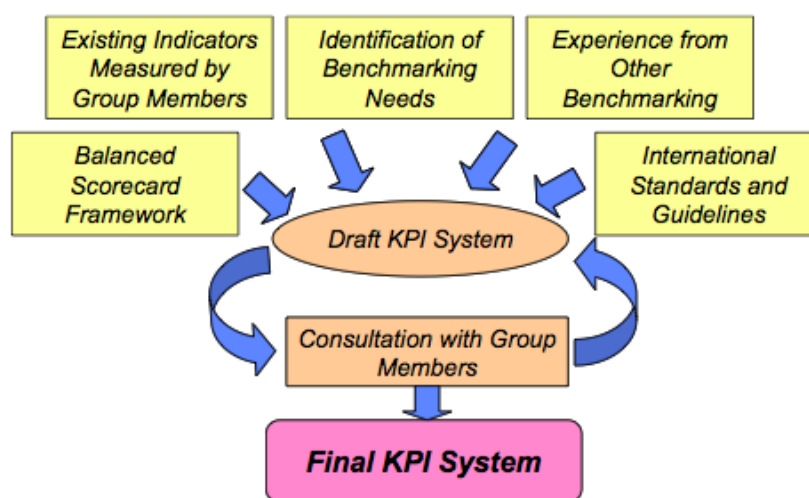 Existing Indicators
Measured by
Group Members
Identification of
Benchmarking
Needs
Experience from
Other
Benchmarking
Balanced
Scorecard
Framework
International
Standards and
Guidelines
Draft KPI System
Consultation with Group
Members
Final KPI System